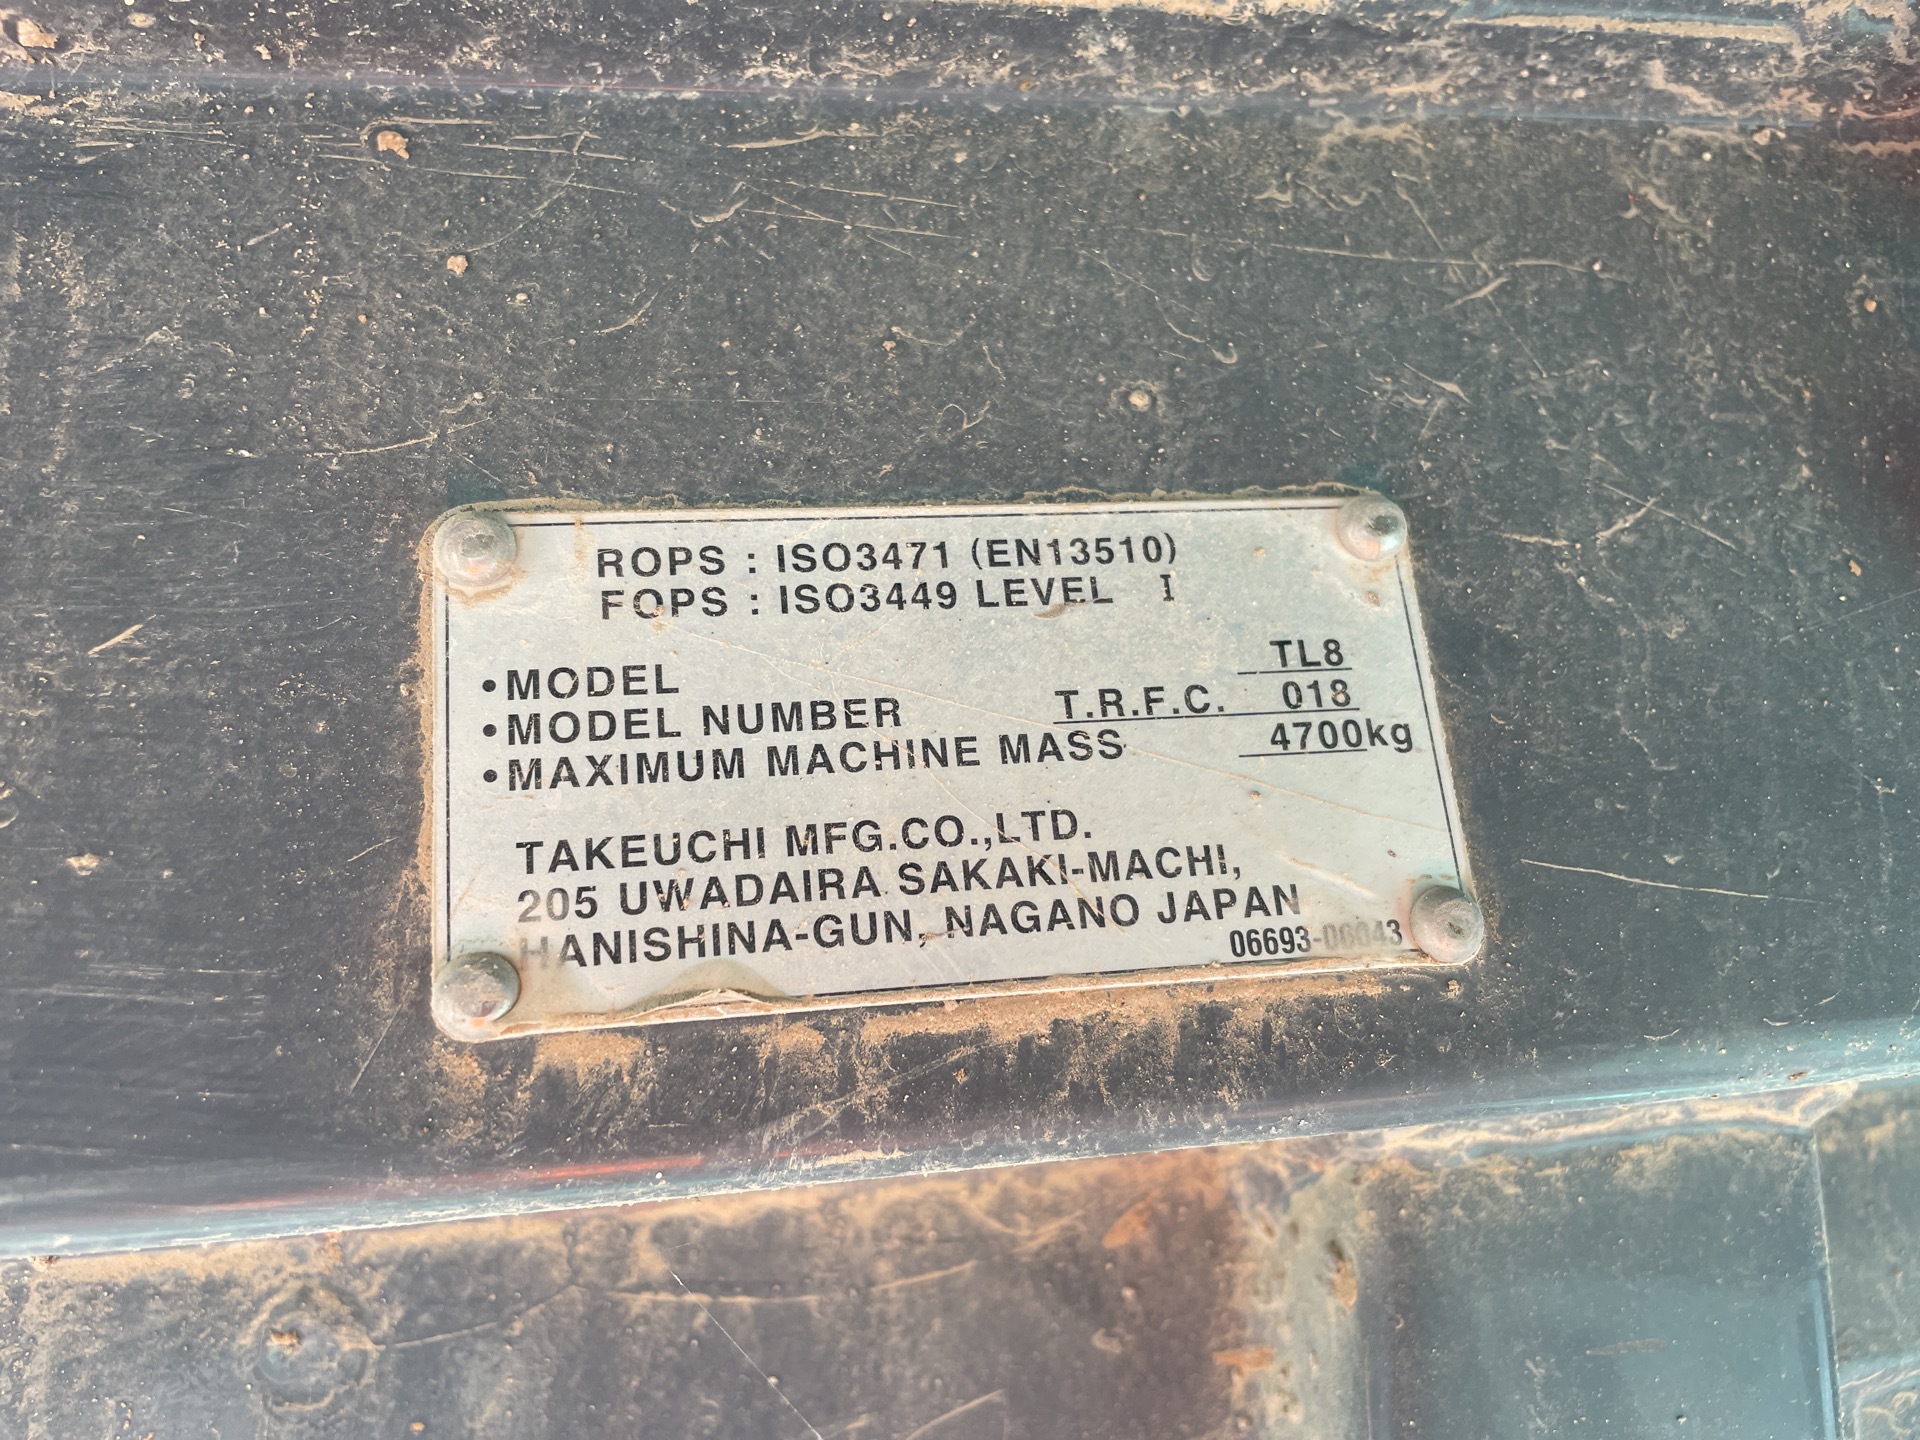 ROPS : ISO3471 (EN13510)
FOPS : ISO3449 LEVEL I
•MODEL TL8
•MODEL NUMBER T.R.F.C. 018
•MAXIMUM MACHINE MASS 4700kg
TAKEUCHI MFG.CO.,LTD.
205 UWADAIRA SAKAKI-MACHI,
HANISHINA-GUN, NAGANO JAPAN